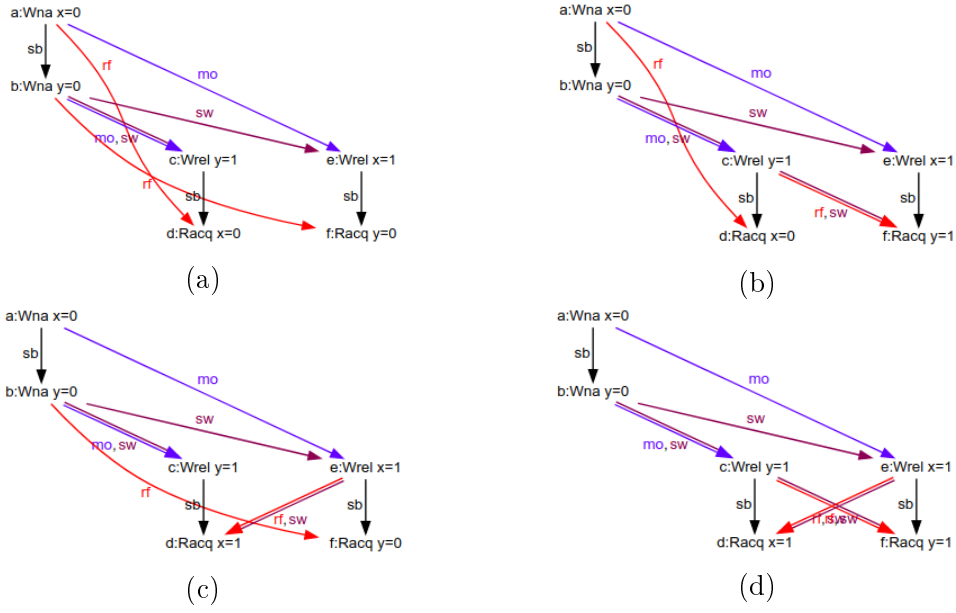 a:Wna x=0
sb
rf
mo
b:Wna y=0
sw
mo,sw
c:Wrel y=1
e:Wrel x=1
rf
sb
sb
d:Racq x=0
f:Racq y=0
(a)
a:Wna x=0
sb
rf
mo
b:Wna y=0
sw
mo,sw
c:Wrel y=1
e:Wrel x=1
sb
sb
rf,sw
d:Racq x=0
f:Racq y=1
(b)
a:Wna x=0
sb
mo
b:Wna y=0
sw
mo,sw
c:Wrel y=1
e:Wrel x=1
rf
sb
rf,sw
sb
d:Racq x=1
f:Racq y=0
(c)
a:Wna x=0
sb
mo
b:Wna y=0
sw
mo,sw
c:Wrel y=1
e:Wrel x=1
sb
sb
d:Racq x=1
f:Racq y=1
(d)